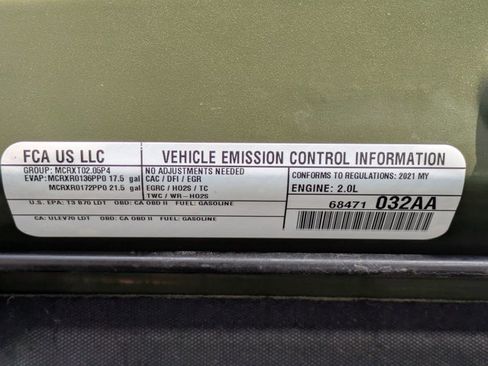 FCA US LLC
VEHICLE EMISSION CONTROL INFORMATION
GROUP: MCRXT02.05P4
EVAP: MCRXR0136PP0 17.5 gal
MCRXR0172PP0 21.5 gal
NO ADJUSTMENTS NEEDED
CAC / DFI / EGR
EGRC / HO2S / TC
TWC / WR-HO2S
CONFORMS TO REGULATIONS: 2021 MY
ENGINE: 2.0L
U.S. EPA: T3 B70 LDT OBD: CA OBD II FUEL: GASOLINE
68471 032AA
CA: ULEV70 LDT OBD: CA OBD II FUEL: GASOLINE